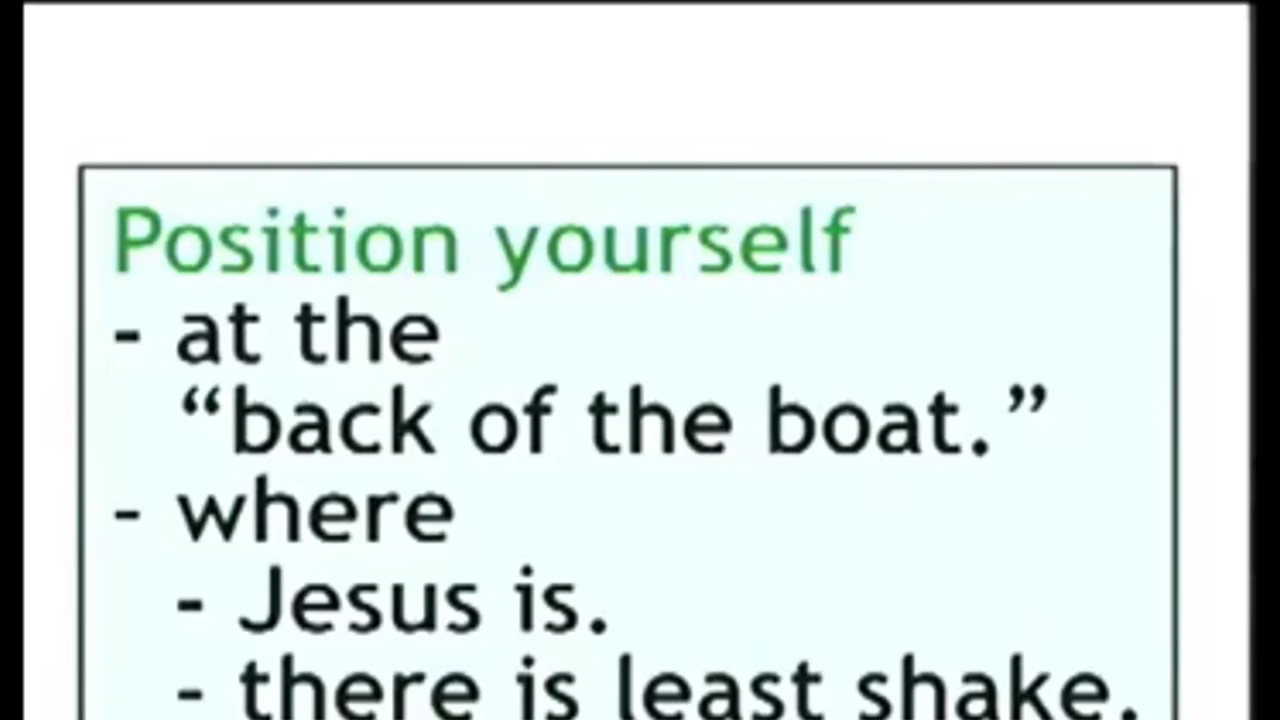 Position yourself
- at the
“back of the boat.”
- where
- Jesus is.
- there is least shake.